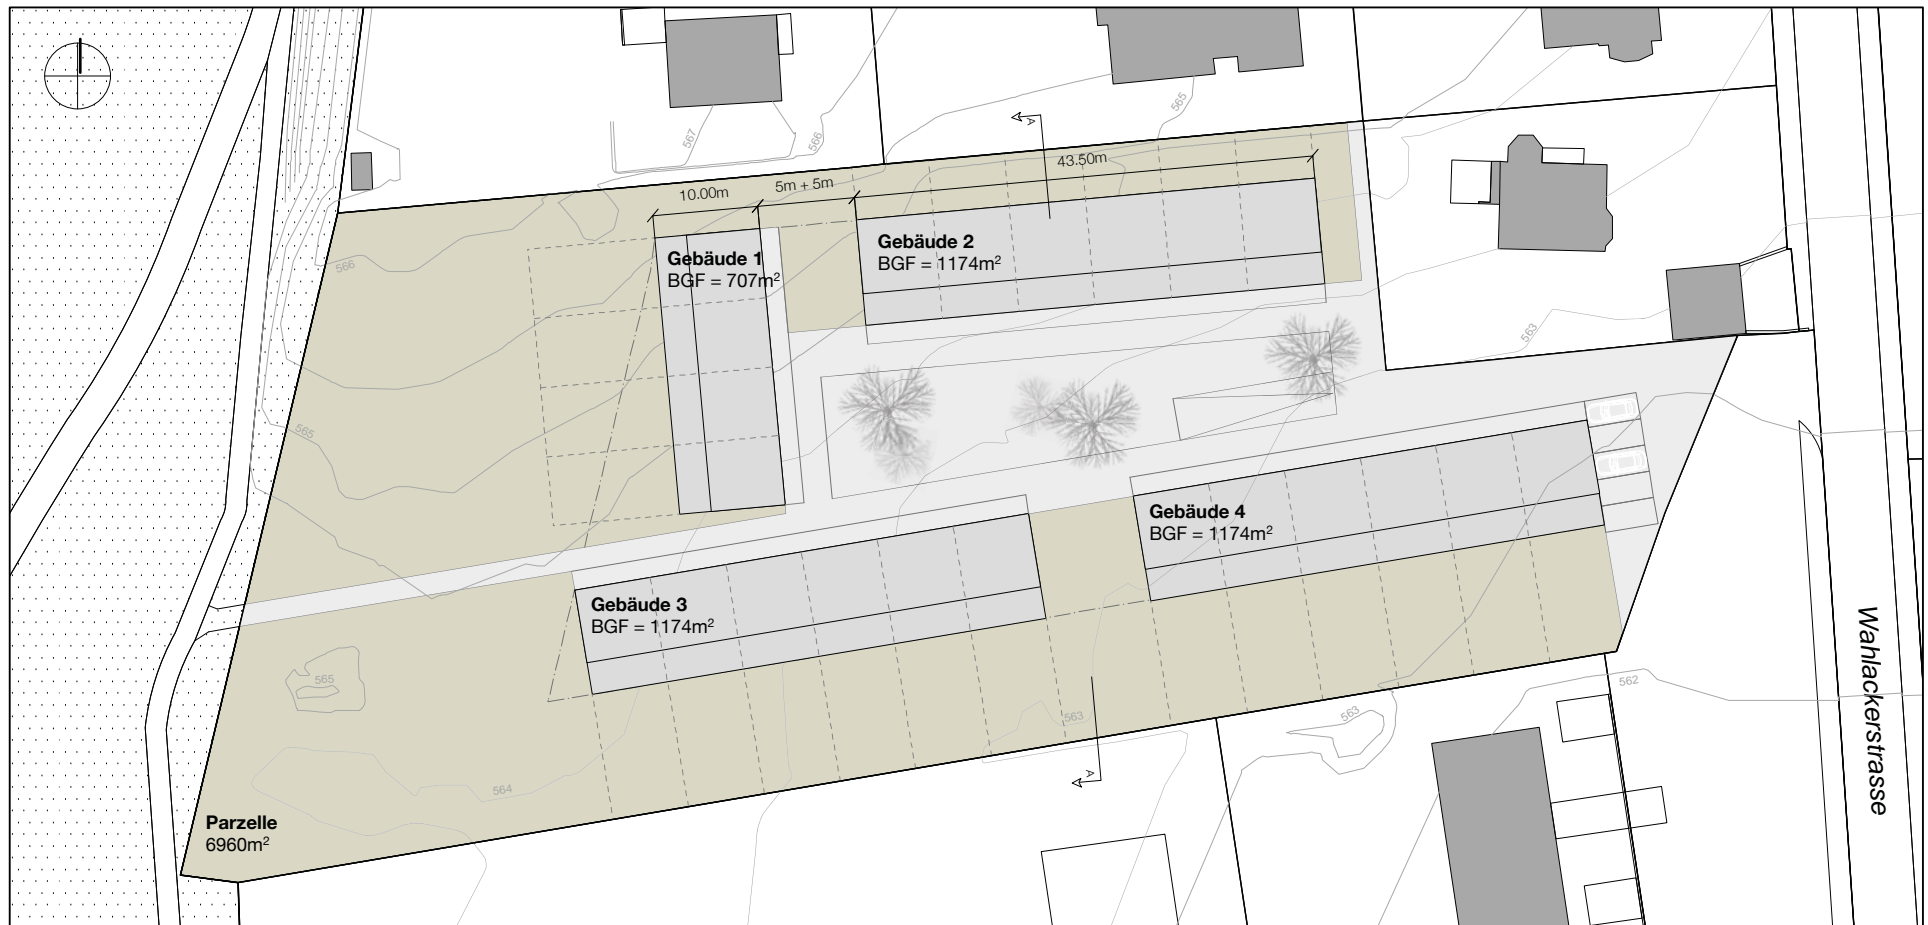 565
567
566
A
43.50m
5m + 5m
10.00m
Gebäude 2
BGF = 1174m²
Gebäude 1
BGF = 707m²
566
563
565
Gebäude 4
BGF = 1174m²
Gebäude 3
BGF = 1174m²
Wahlackerstrasse
565
562
563
563
A
564
Parzelle
6960m²